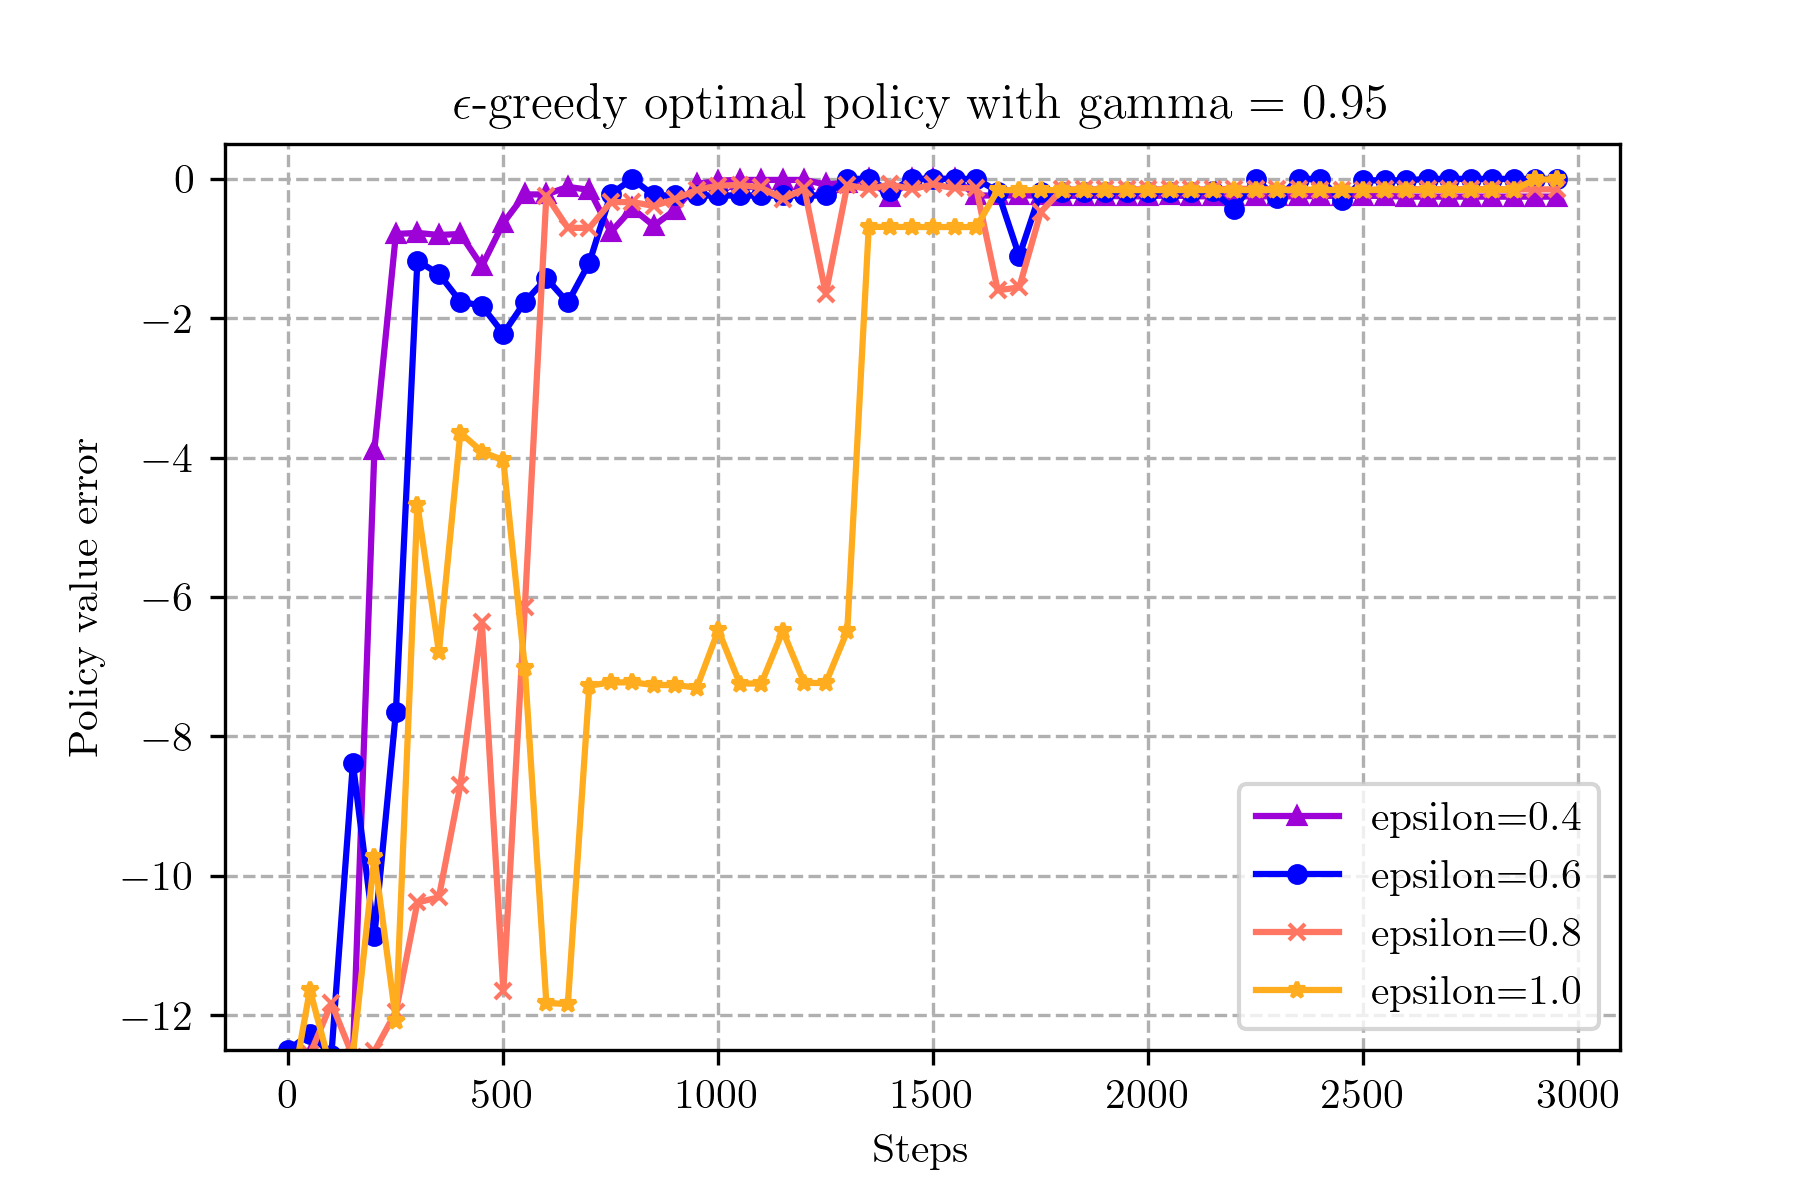 ϵ-greedy optimal policy with gamma = 0.95
Policy value error
0
−2
−4
−6
−8
−10
−12
0 500 1000 1500 2000 2500 3000
Steps
epsilon=0.4
epsilon=0.6
epsilon=0.8
epsilon=1.0